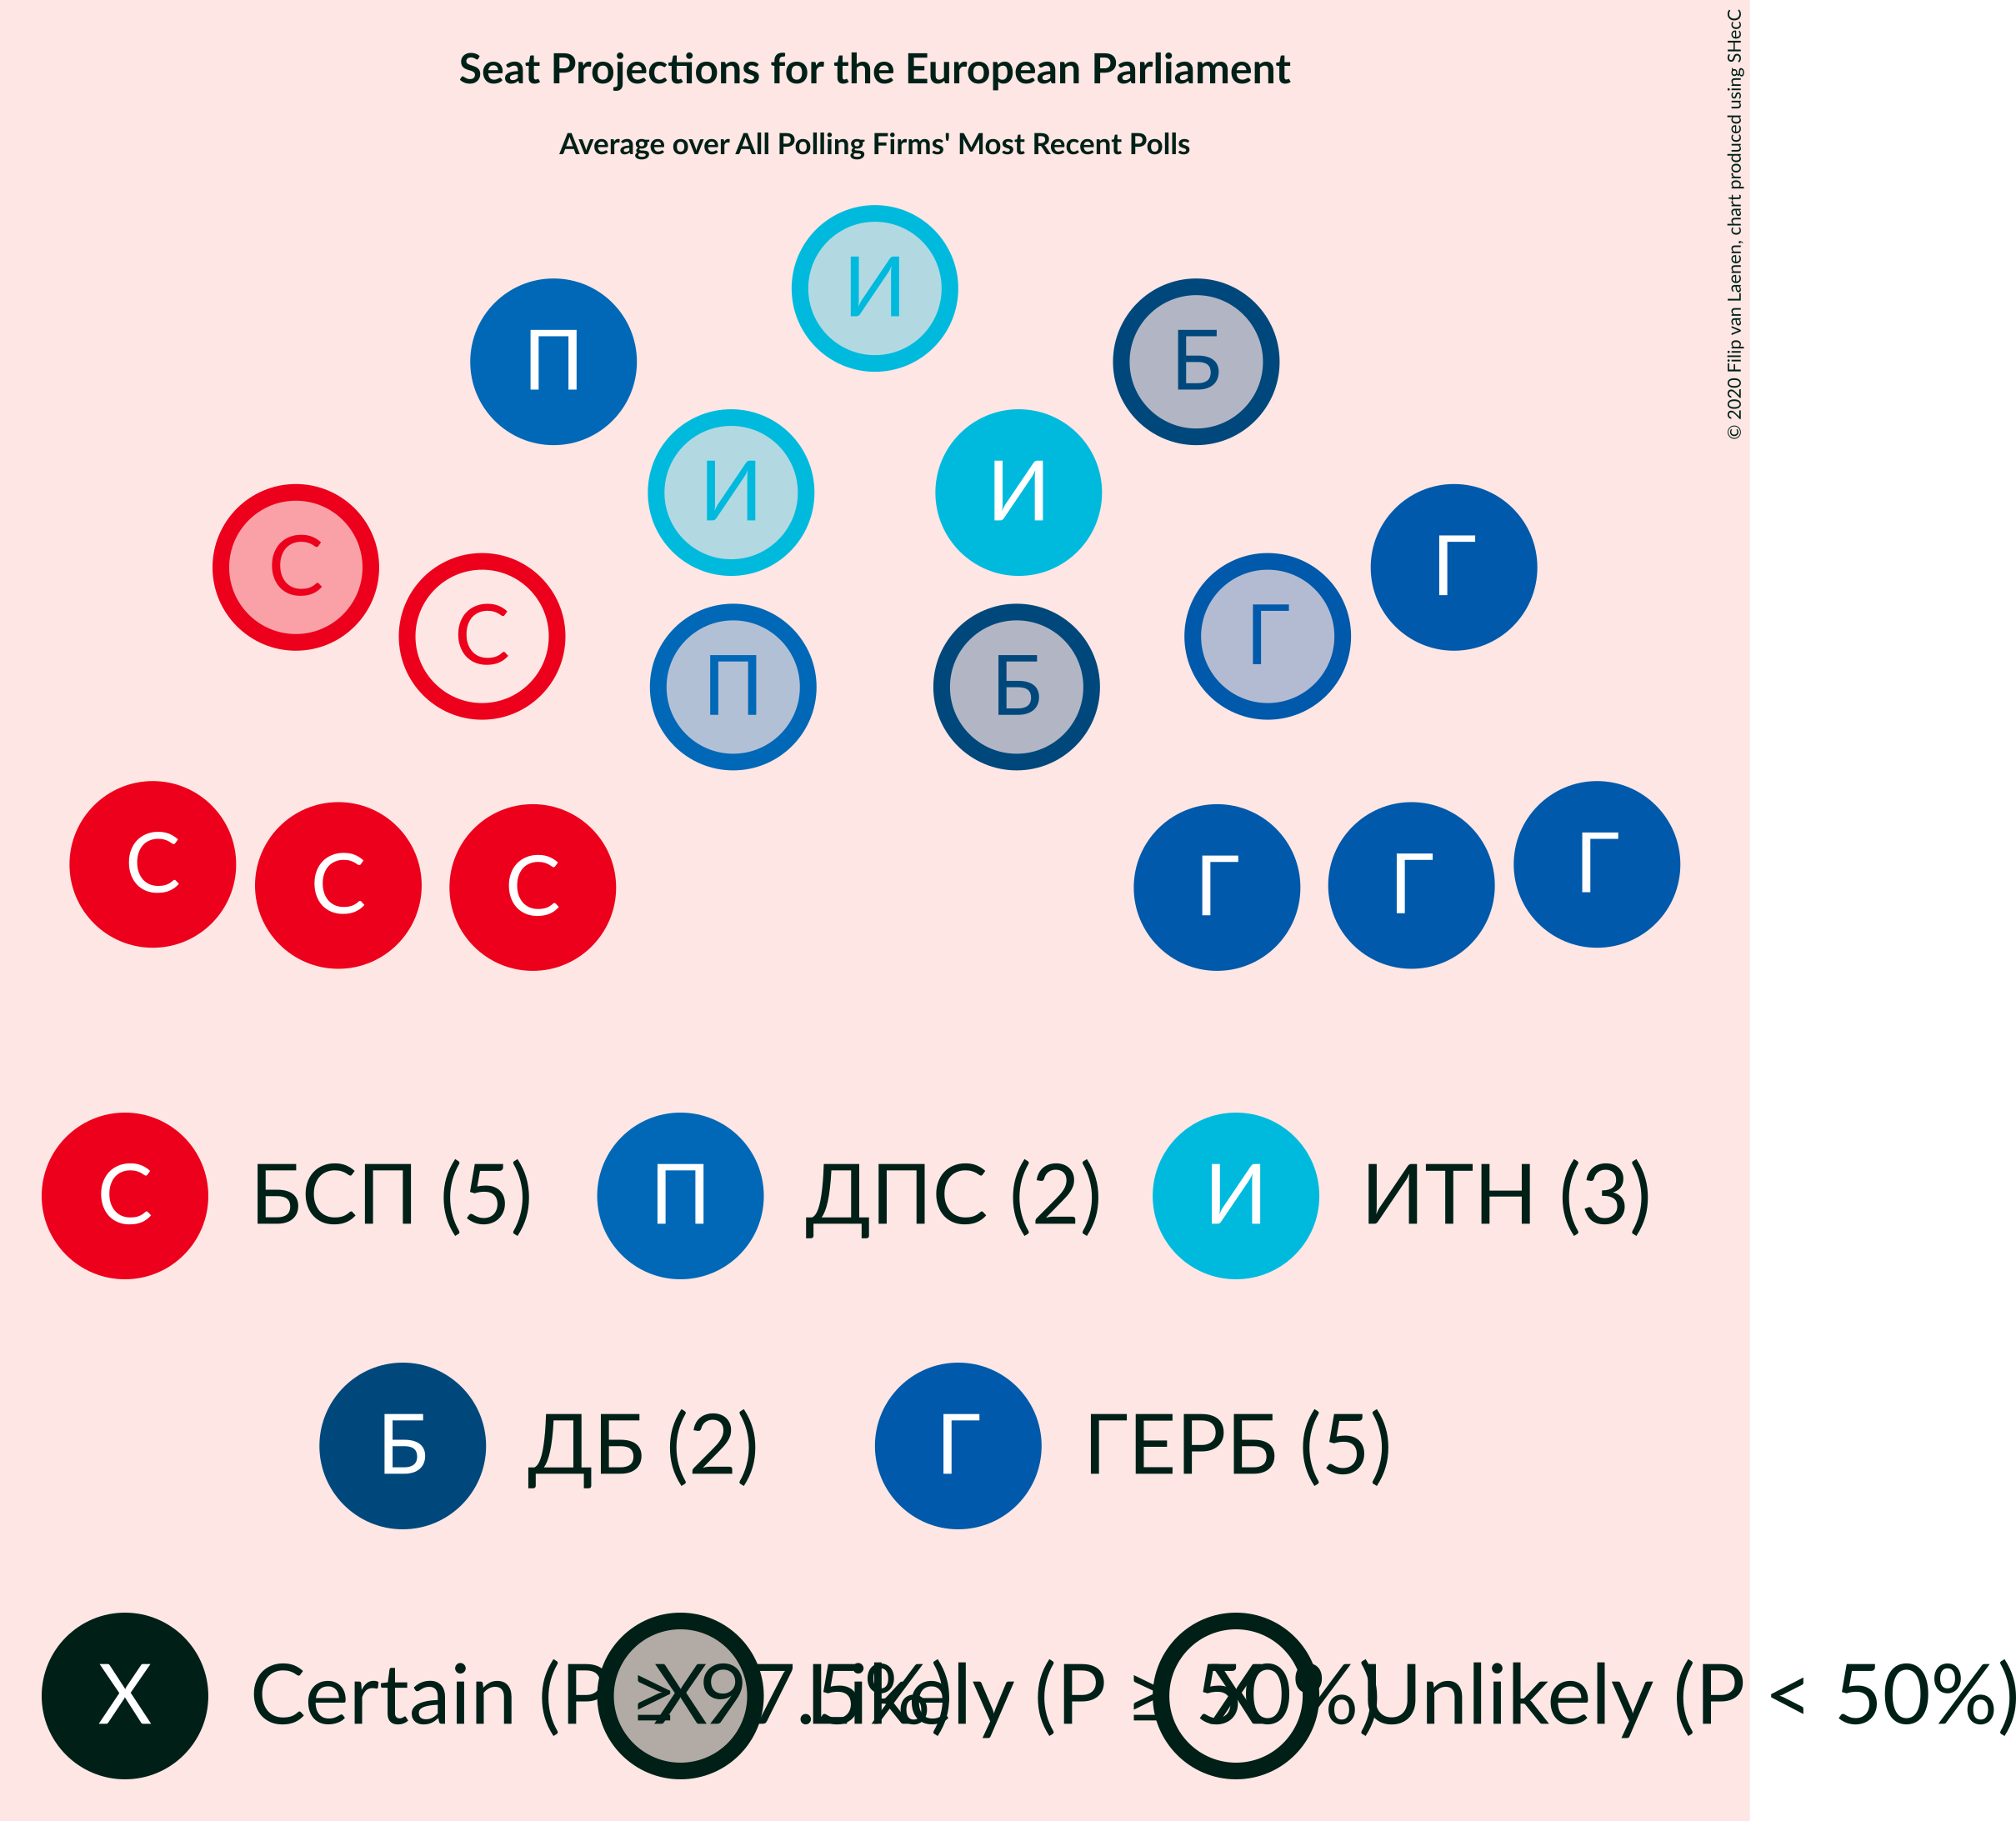 Seat Projections for the European Parliament
Average over All Polling Firms' Most Recent Polls
© 2020 Filip van Laenen, chart produced using SHecC
И
П
Б
И
И
С
Г
С
Г
П
Б
С
С
С
Г
Г
Г
С БСП (5) П ДПС (2) И ИТН (3)
Б ДБ (2) Г ГЕРБ (5)
X Certain (P ≥ 97.5%) X Likely (P ≥ 50%) X Unlikely (P < 50%)